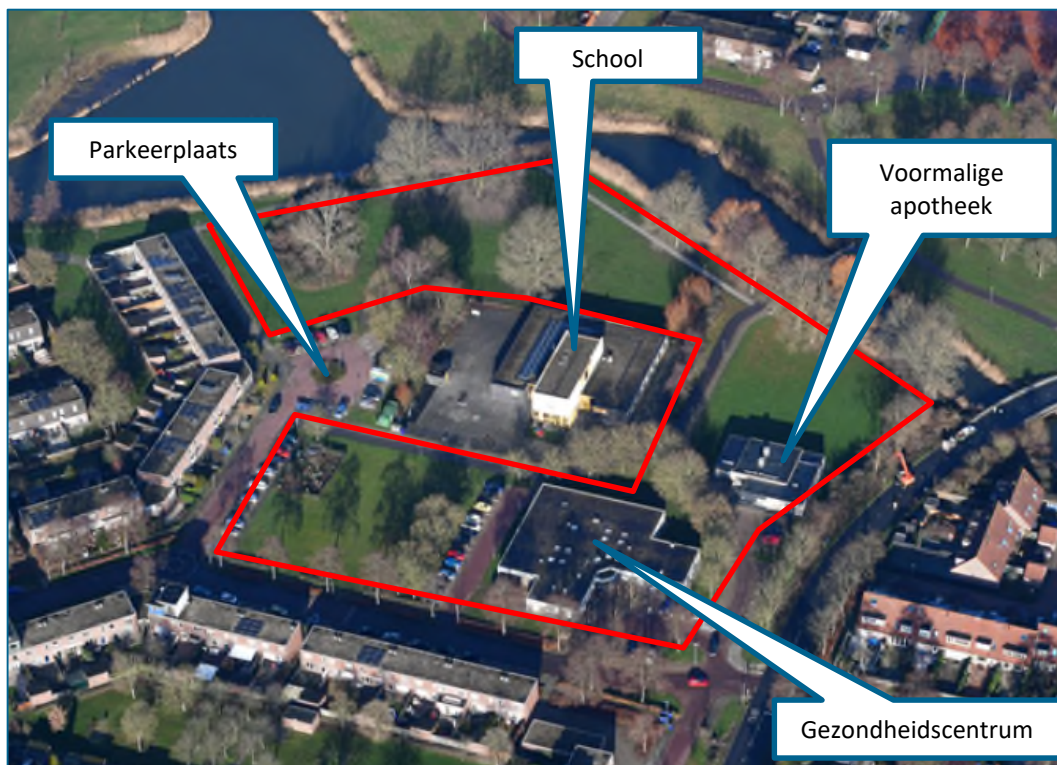 School
Parkeerplaats
Voormalige
apotheek
Gezondheidscentrum